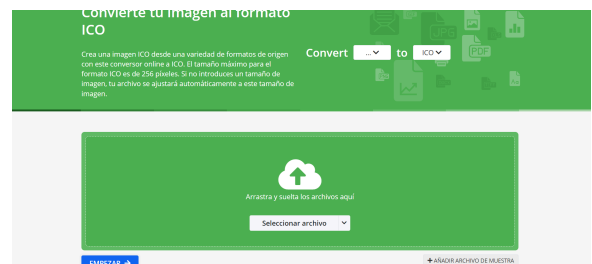 Convierte tu imagen al formato
ICO
Crea una imagen ICO desde una variedad de formatos de origen
con este conversor online a ICO. El tamaño máximo para el
formato ICO es de 256 píxeles. Si no introduces un tamaño de
imagen, tu archivo se ajustará automáticamente a este tamaño de
imagen.
Convert ... to ICO
JPG
PDF
Arrastra y suelta los archivos aquí
Seleccionar archivo
EMPEZAR
AÑADIR ARCHIVO DE MUESTRA